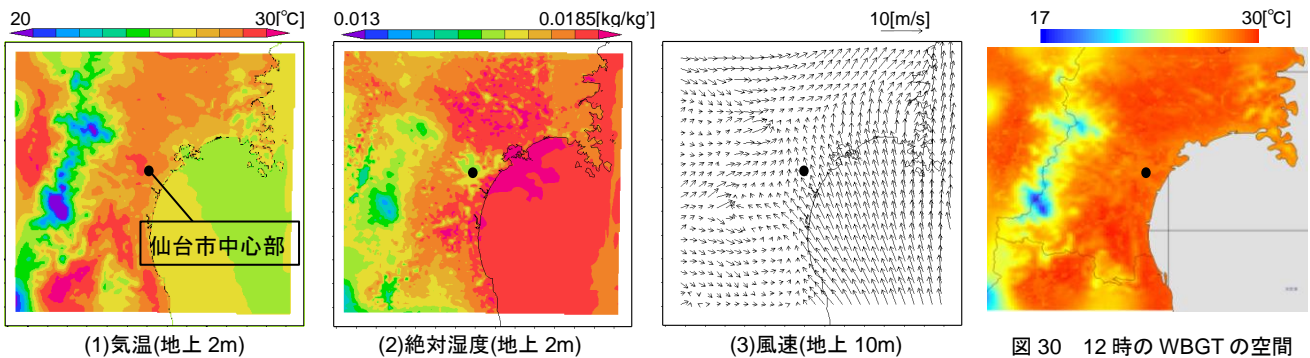 20 30[℃]
0.013 0.0185[kg/kg']
10[m/s]
17 30[℃]
仙台市中心部
(1)気温(地上 2m)
(2)絶対湿度(地上 2m)
(3)風速(地上 10m)
図 30 12 時の WBGT の空間